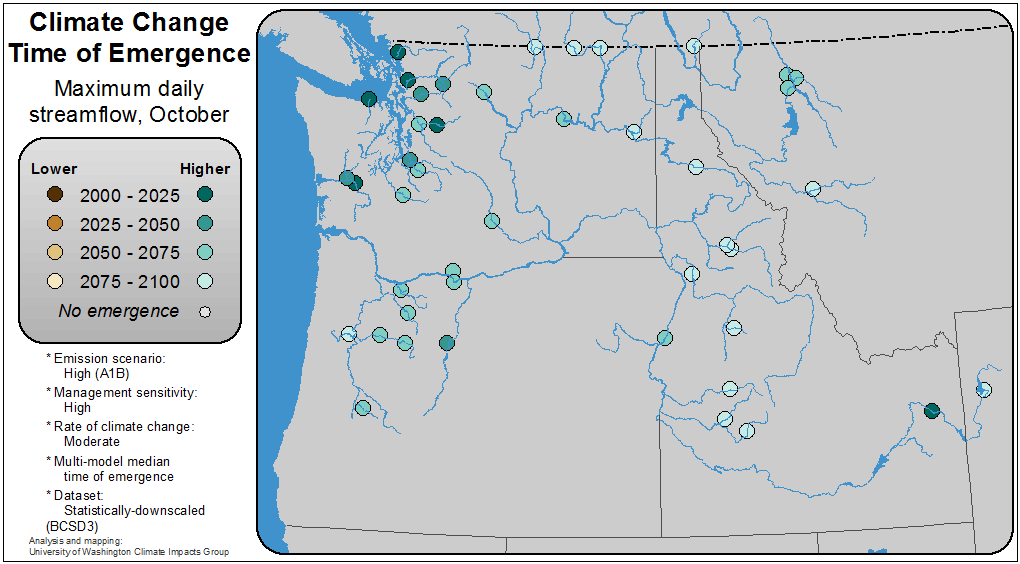 Climate Change
Time of Emergence
Maximum daily
streamflow, October
Lower Higher
2000 - 2025
2025 - 2050
2050 - 2075
2075 - 2100
No emergence
* Emission scenario:
High (A1B)
* Management sensitivity:
High
* Rate of climate change:
Moderate
* Multi-model median
time of emergence
* Dataset:
Statistically-downscaled
(BCSD3)
Analysis and mapping:
University of Washington Climate Impacts Group